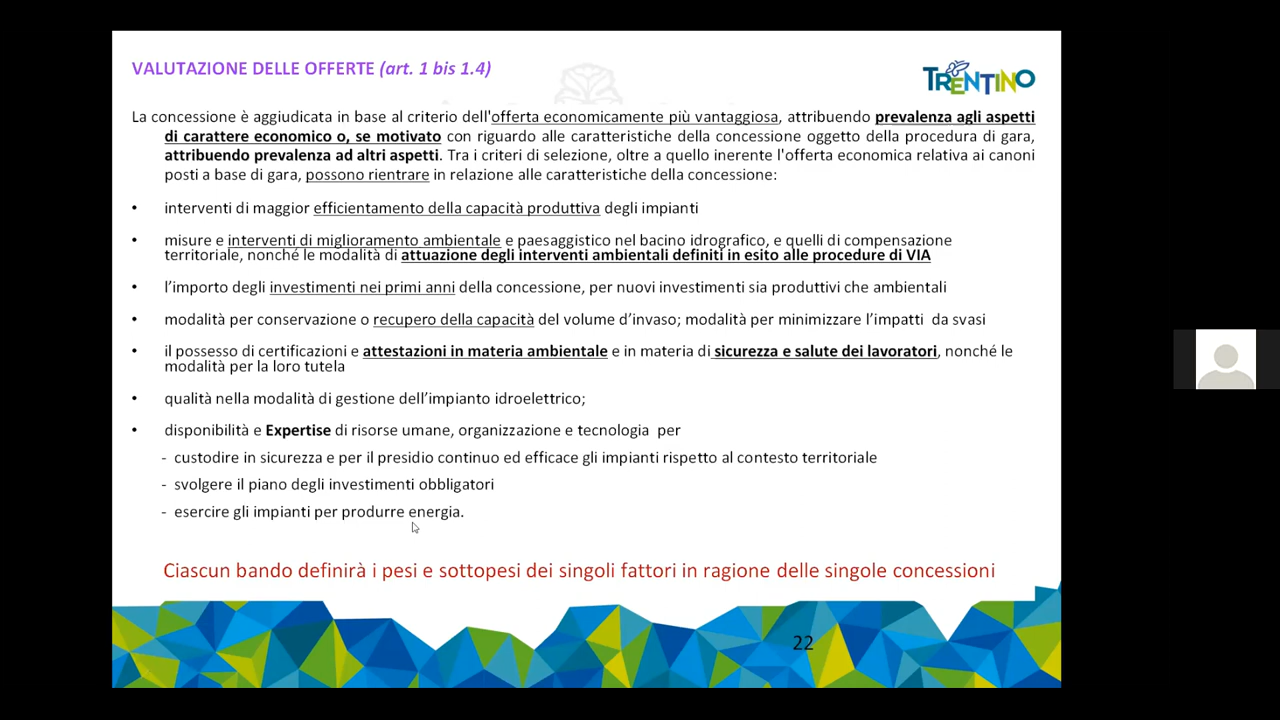 VALUTAZIONE DELLE OFFERTE (art. 1 bis 1.4)
TRENTINO
La concessione è aggiudicata in base al criterio dell'offerta economicamente più vantaggiosa, attribuendo prevalenza agli aspetti
di carattere economico o, se motivato con riguardo alle caratteristiche della concessione oggetto della procedura di gara,
attribuendo prevalenza ad altri aspetti. Tra i criteri di selezione, oltre a quello inerente l'offerta economica relativa ai canoni
posti a base di gara, possono rientrare in relazione alle caratteristiche della concessione:
• interventi di maggior efficientamento della capacità produttiva degli impianti
• misure e interventi di miglioramento ambientale e paesaggistico nel bacino idrografico, e quelli di compensazione
territoriale, nonché le modalità di attuazione degli interventi ambientali definiti in esito alle procedure di VIA
• l’importo degli investimenti nei primi anni della concessione, per nuovi investimenti sia produttivi che ambientali
• modalità per conservazione o recupero della capacità del volume d’invaso; modalità per minimizzare l’impatti da svasi
• il possesso di certificazioni e attestazioni in materia ambientale e in materia di sicurezza e salute dei lavoratori, nonché le
modalità per la loro tutela
• qualità nella modalità di gestione dell’impianto idroelettrico;
• disponibilità e Expertise di risorse umane, organizzazione e tecnologia per
- custodire in sicurezza e per il presidio continuo ed efficace gli impianti rispetto al contesto territoriale
- svolgere il piano degli investimenti obbligatori
- esercire gli impianti per produrre energia.
Ciascun bando definirà i pesi e sottopesi dei singoli fattori in ragione delle singole concessioni
22